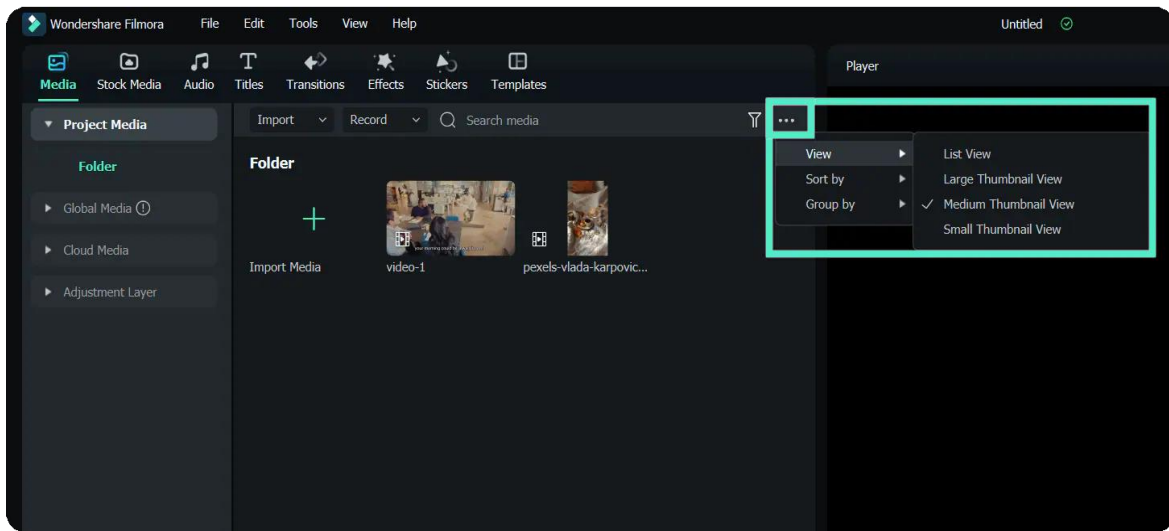 Wondershare Filmora File Edit Tools View Help Untitled
Media Stock Media Audio Titles Transitions Effects Stickers Templates
Player
Project Media
Folder
Global Media
Cloud Media
Adjustment Layer
Import Record Search media
Folder
Import Media video-1 pexels-vlada-karpovic...
View
Sort by
Group by
List View
Large Thumbnail View
Medium Thumbnail View
Small Thumbnail View